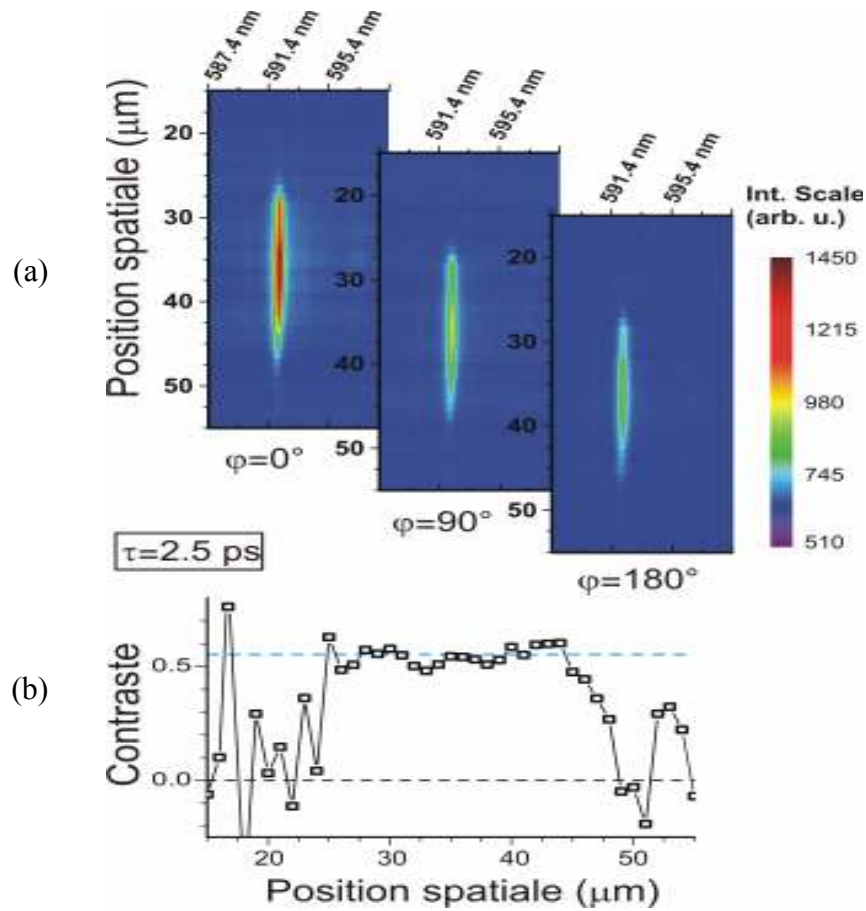 587.4 nm
591.4 nm
595.4 nm
591.4 nm
595.4 nm
591.4 nm
595.4 nm
(a)
Position spatiale (μm)
20
30
40
50
φ=0°
20
30
40
50
φ=90°
20
30
40
50
φ=180°
Int. Scale
(arb. u.)
1450
1215
980
745
510
τ=2.5 ps
(b)
Contraste
0.5
0.0
20
30
40
50
Position spatiale (μm)